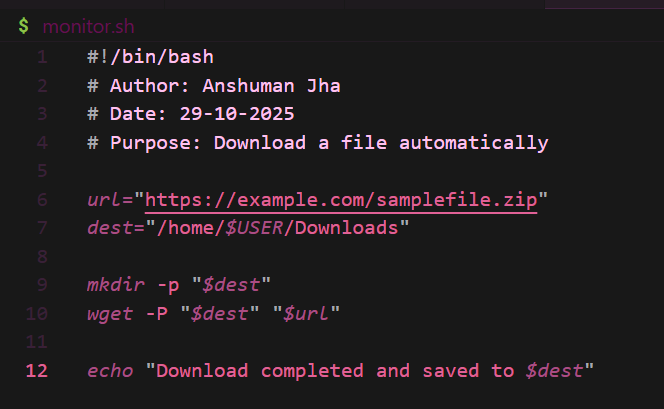 $ monitor.sh
1 #!/bin/bash
2 # Author: Anshuman Jha
3 # Date: 29-10-2025
4 # Purpose: Download a file automatically
5
6 url="https://example.com/samplefile.zip"
7 dest="/home/$USER/Downloads"
8
9 mkdir -p "$dest"
10 wget -P "$dest" "$url"
11
12 echo "Download completed and saved to $dest"